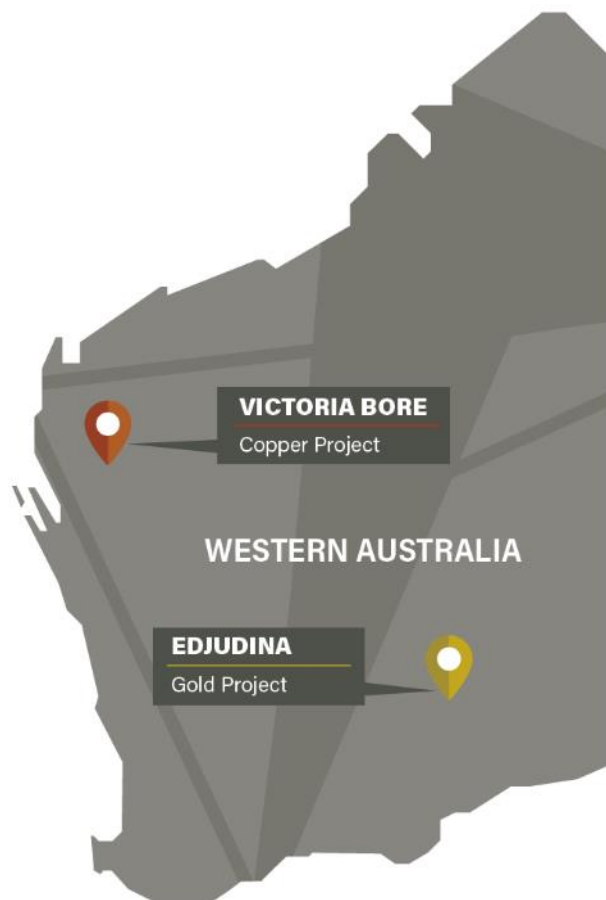 VICTORIA BORE
Copper Project
WESTERN AUSTRALIA
EDJUDINA
Gold Project